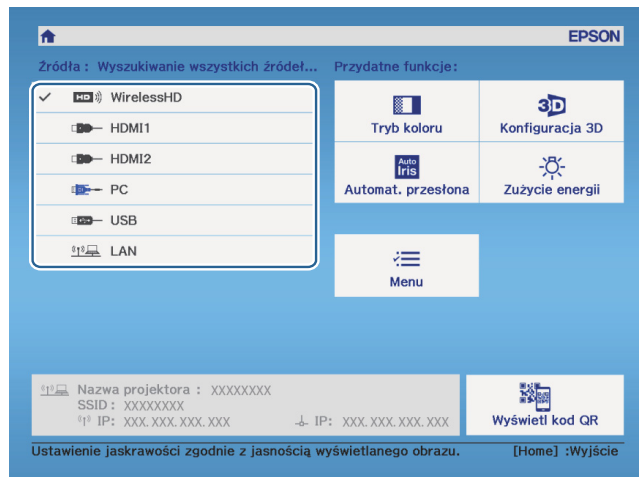 EPSON
Źródła : Wyszukiwanie wszystkich źródeł...
WirelessHD
HDMI1
HDMI2
PC
USB
LAN
Przydatne funkcje:
Tryb koloru
3D
Konfiguracja 3D
Auto
Iris
Automat. przesłona
Zużycie energii
Menu
Nazwa projektora : XXXXXXXX
SSID : XXXXXXXX
IP: XXX. XXX. XXX. XXX IP: XXX. XXX. XXX. XXX
Wyświetl kod QR
Ustawienie jaskrawości zgodnie z jasnością wyświetlanego obrazu. [Home] :Wyjście